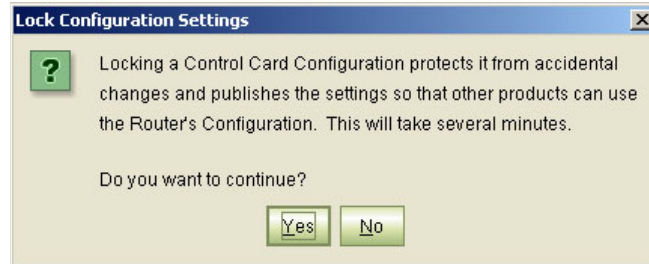 Lock Configuration Settings
?
Locking a Control Card Configuration protects it from accidental
changes and publishes the settings so that other products can use
the Router's Configuration. This will take several minutes.
Do you want to continue?
Yes No